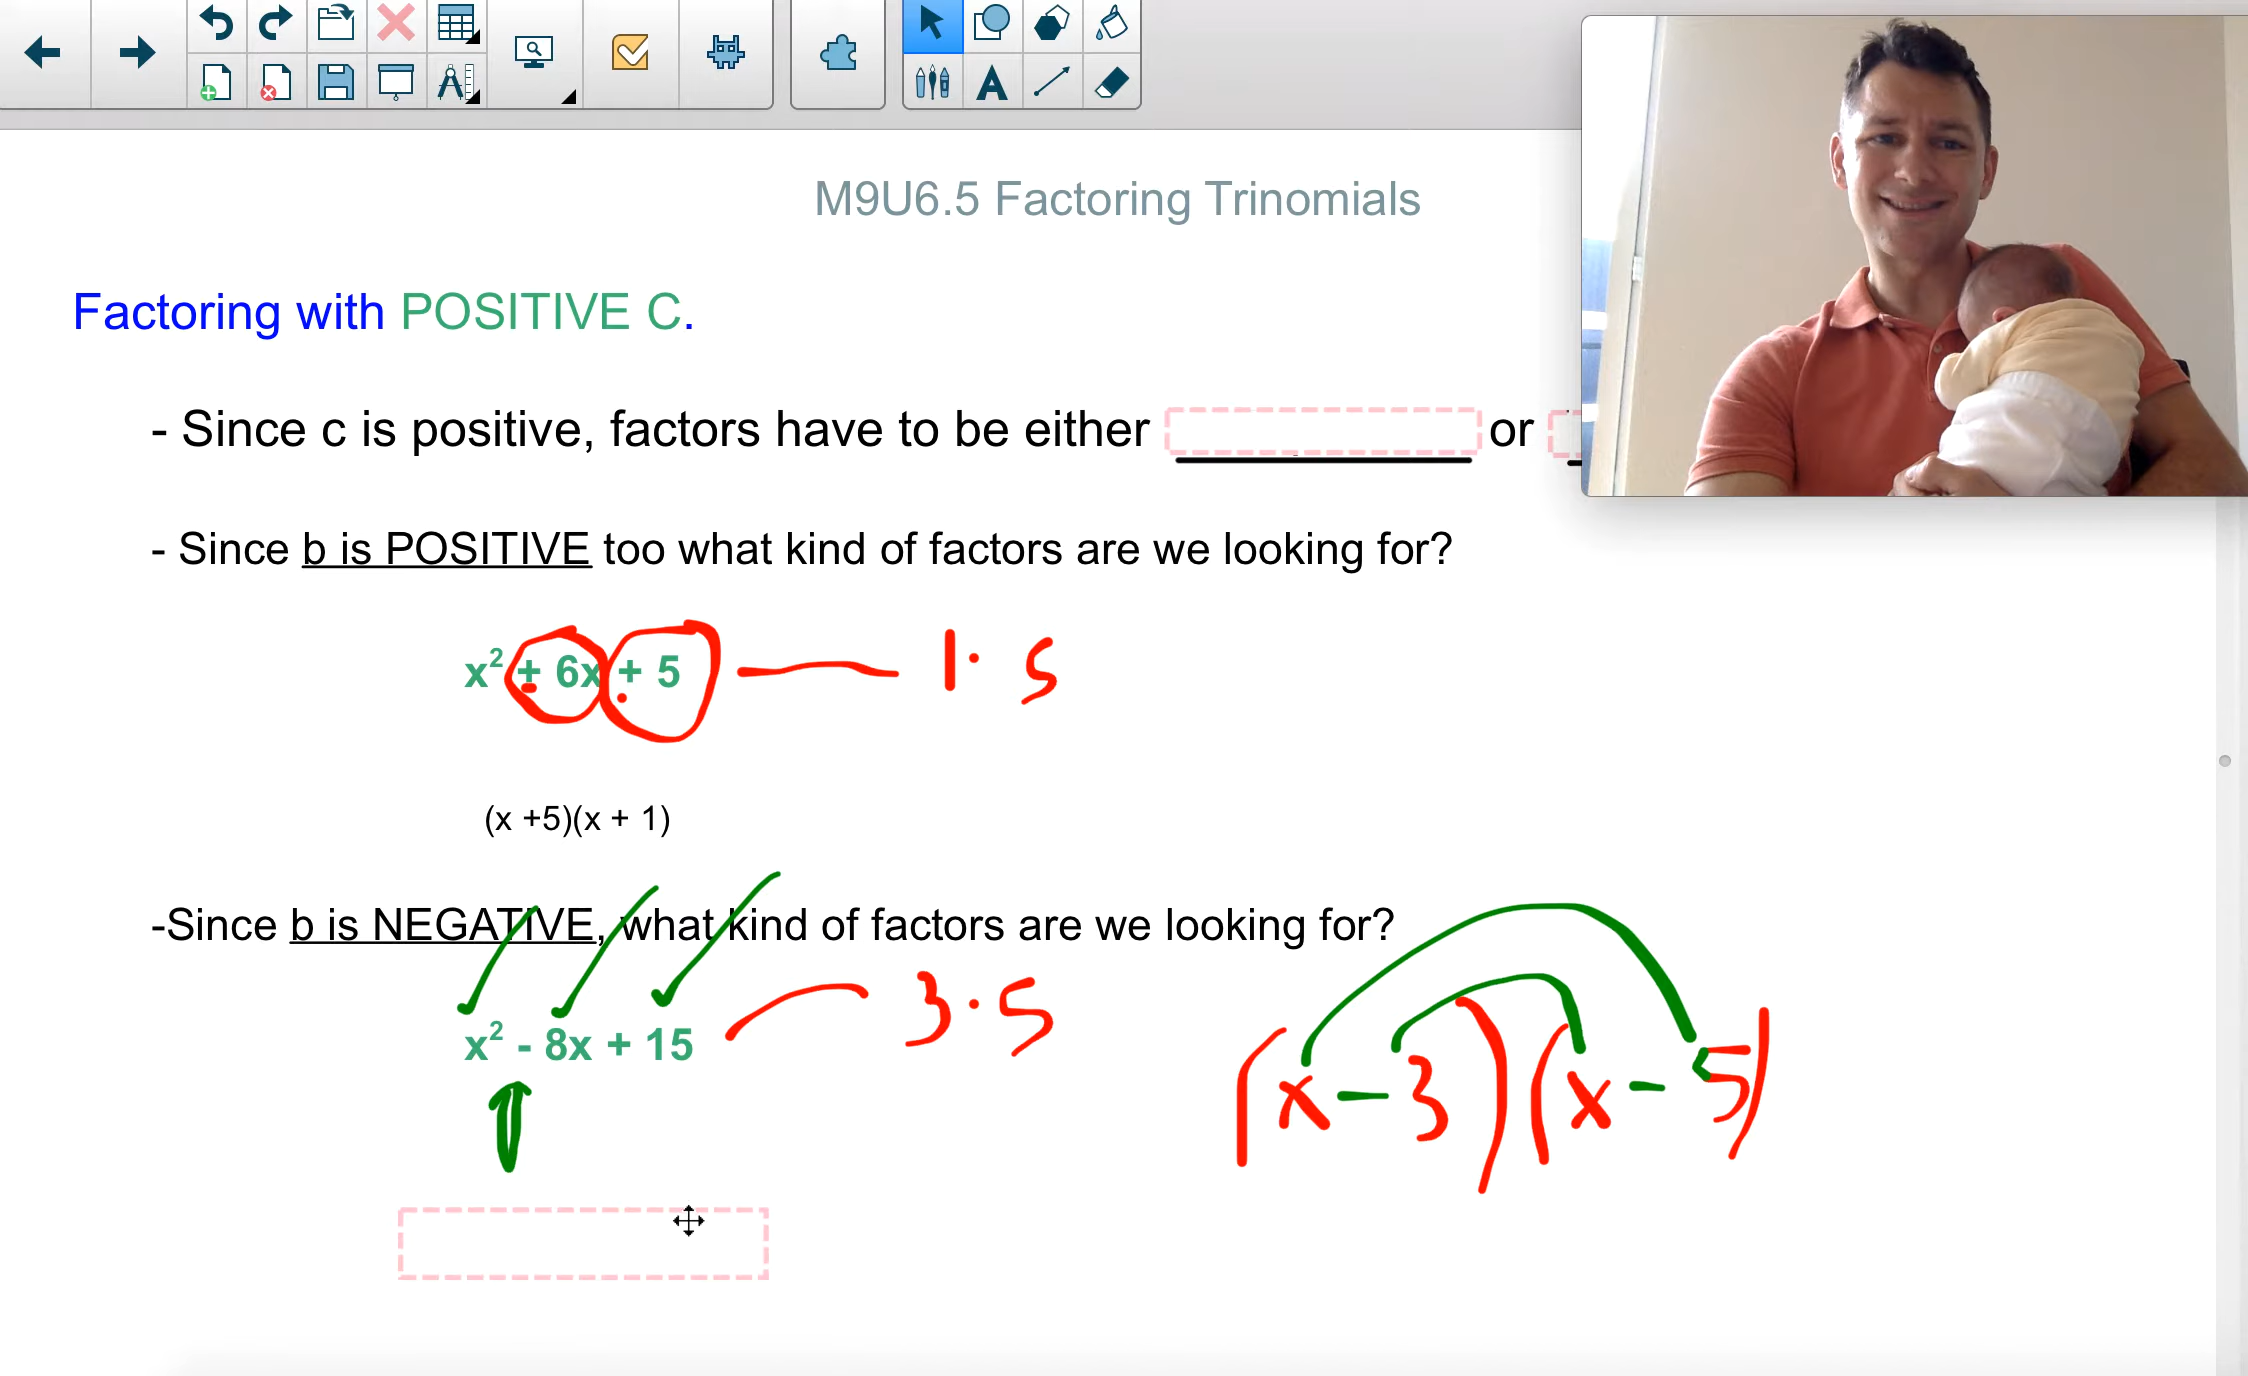 M9U6.5 Factoring Trinomials
Factoring with POSITIVE C.
- Since c is positive, factors have to be either or
- Since b is POSITIVE too what kind of factors are we looking for?
x² + 6x + 5 1 · 5
(x +5)(x + 1)
-Since b is NEGATIVE, what kind of factors are we looking for?
x² - 8x + 15 3 · 5
(x - 3)(x - 5)